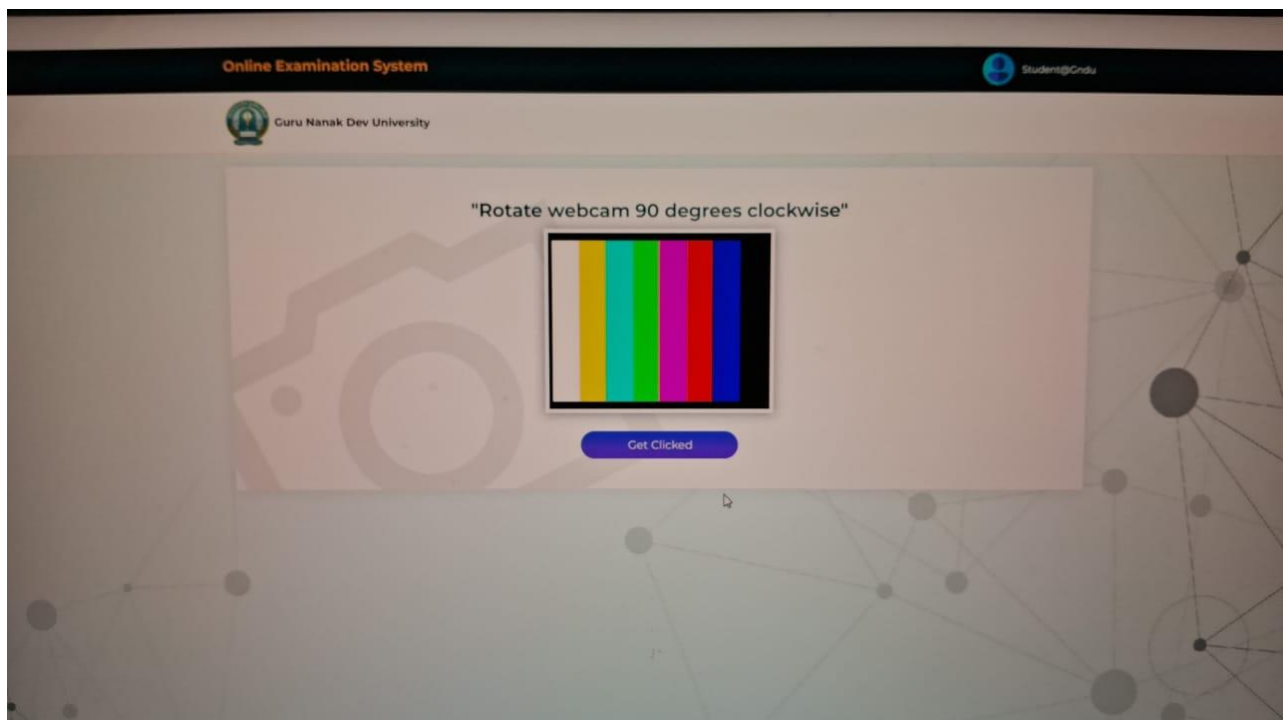 Online Examination System
Student@Gndu
Guru Nanak Dev University
"Rotate webcam 90 degrees clockwise"
Get Clicked